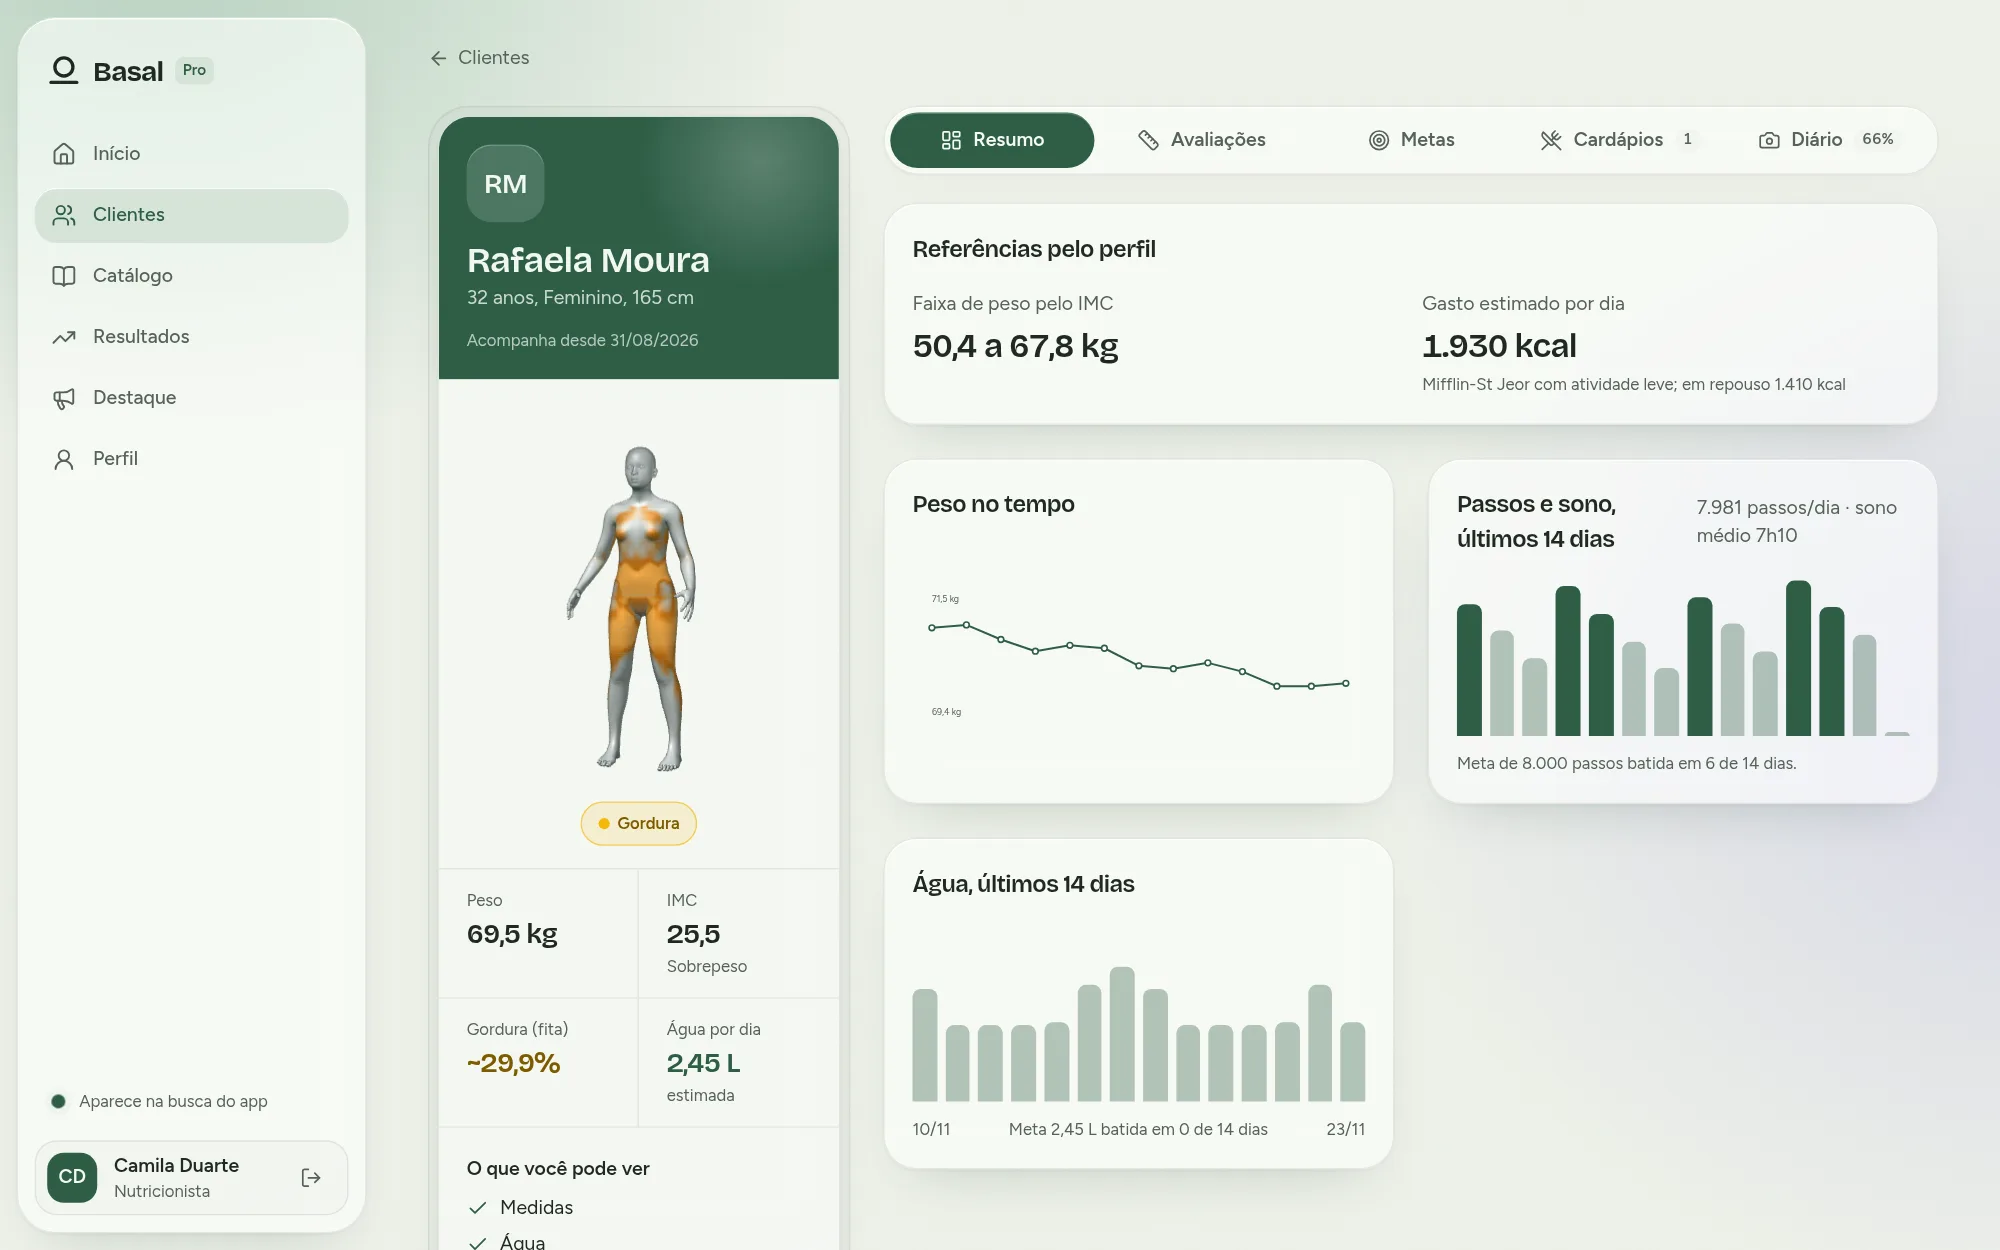 Basal Pro
Início
Clientes
Catálogo
Resultados
Destaque
Perfil
Aparece na busca do app
CD
Camila Duarte
Nutricionista
Clientes
RM
Rafaela Moura
32 anos, Feminino, 165 cm
Acompanha desde 31/08/2026
Gordura
Peso
69,5 kg
IMC
25,5
Sobrepeso
Gordura (fita)
~29,9%
Água por dia
2,45 L
estimada
O que você pode ver
Medidas
Água
Resumo
Avaliações
Metas
Cardápios 1
Diário 66%
Referências pelo perfil
Faixa de peso pelo IMC
50,4 a 67,8 kg
Gasto estimado por dia
1.930 kcal
Mifflin-St Jeor com atividade leve; em repouso 1.410 kcal
Peso no tempo
71,5 kg
69,4 kg
Passos e sono,
últimos 14 dias
7.981 passos/dia · sono
médio 7h10
Meta de 8.000 passos batida em 6 de 14 dias.
Água, últimos 14 dias
10/11
Meta 2,45 L batida em 0 de 14 dias
23/11